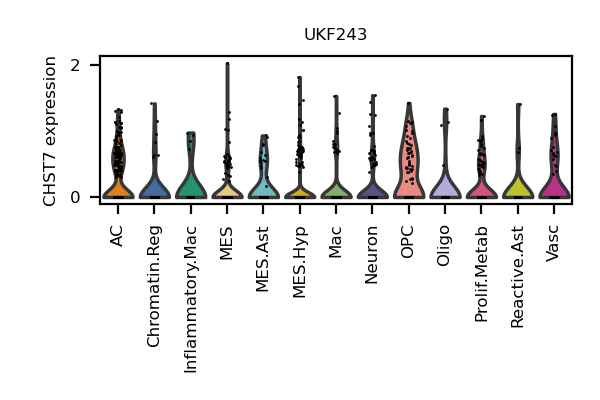 UKF243
CHST7 expression
2
0
AC
Chromatin.Reg
Inflammatory.Mac
MES
MES.Ast
MES.Hyp
Mac
Neuron
OPC
Oligo
Prolif.Metab
Reactive.Ast
Vasc